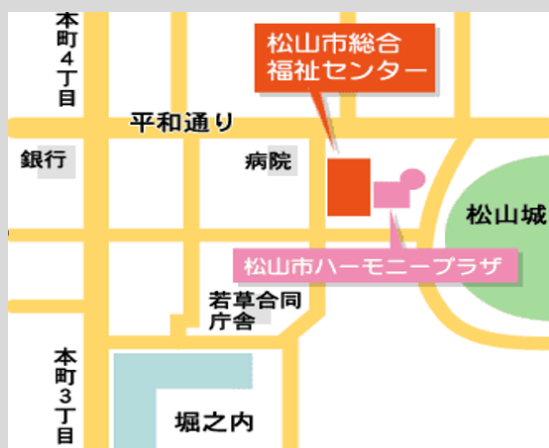 本町4丁目
松山市総合
福祉センター
平和通り
銀行
病院
松山城
松山市ハーモニープラザ
若草合同
庁舎
本町3丁目
堀之内